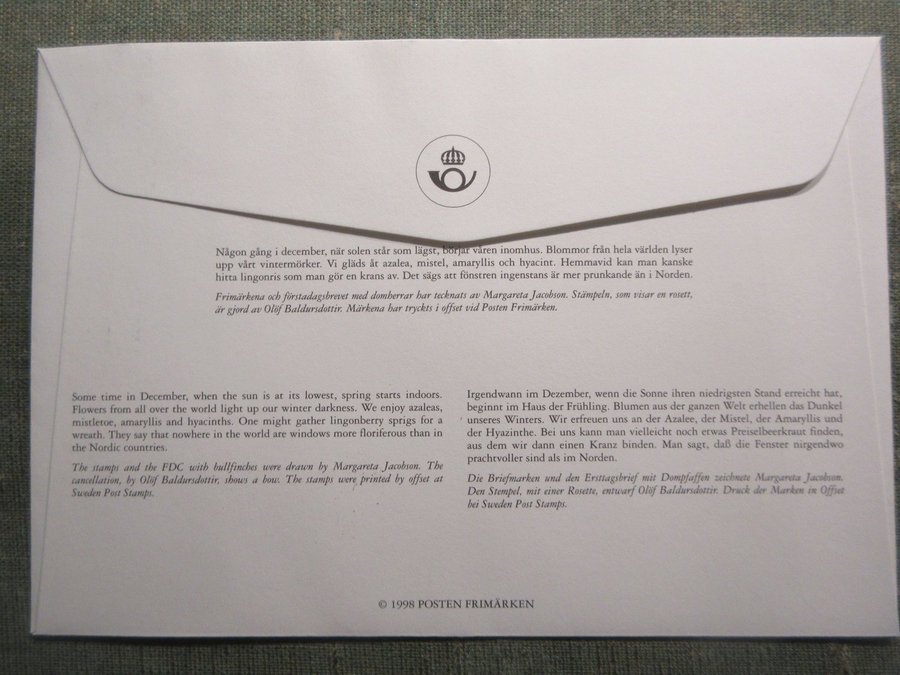 Någon gång i december, när solen står som lägst, börjar våren inomhus. Blommor från hela världen lyser
upp vårt vintermörker. Vi gläds åt azalea, mistel, amaryllis och hyacint. Hemmavid kan man kanske
hitta lingonris som man gör en krans av. Det sägs att fönstren ingenstans är mer prunkande än i Norden.
Frimärkena och förstadagsbrevet med domherrar har tecknats av Margareta Jacobson. Stämpeln, som visar en rosett,
är gjord av Olöf Baldursdottir. Märkena har tryckts i offset vid Posten Frimärken.
Some time in December, when the sun is at its lowest, spring starts indoors.
Flowers from all over the world light up our winter darkness. We enjoy azaleas,
mistletoe, amaryllis and hyacinths. One might gather lingonberry sprigs for a
wreath. They say that nowhere in the world are windows more floriferous than in
the Nordic countries.
The stamps and the FDC with bullfinches were drawn by Margareta Jacobson. The
cancellation, by Olöf Baldursdottir, shows a bow. The stamps were printed by offset at
Sweden Post Stamps.
Irgendwann im Dezember, wenn die Sonne ihren niedrigsten Stand erreicht hat,
beginnt im Haus der Frühling. Blumen aus der ganzen Welt erhellen das Dunkel
unseres Winters. Wir erfreuen uns an der Azalee, der Mistel, der Amaryllis und
der Hyazinthe. Bei uns kann man vielleicht noch etwas Preiselbeerkraut finden,
aus dem wir dann einen Kranz binden. Man sagt, daß die Fenster nirgendwo
prachtvoller sind als im Norden.
Die Briefmarken und den Ersttagsbrief mit Dompfaffen zeichnete Margareta Jacobson.
Den Stempel, mit einer Rosette, entwarf Olöf Baldursdottir. Druck der Marken in Offset
bei Sweden Post Stamps.
© 1998 POSTEN FRIMÄRKEN